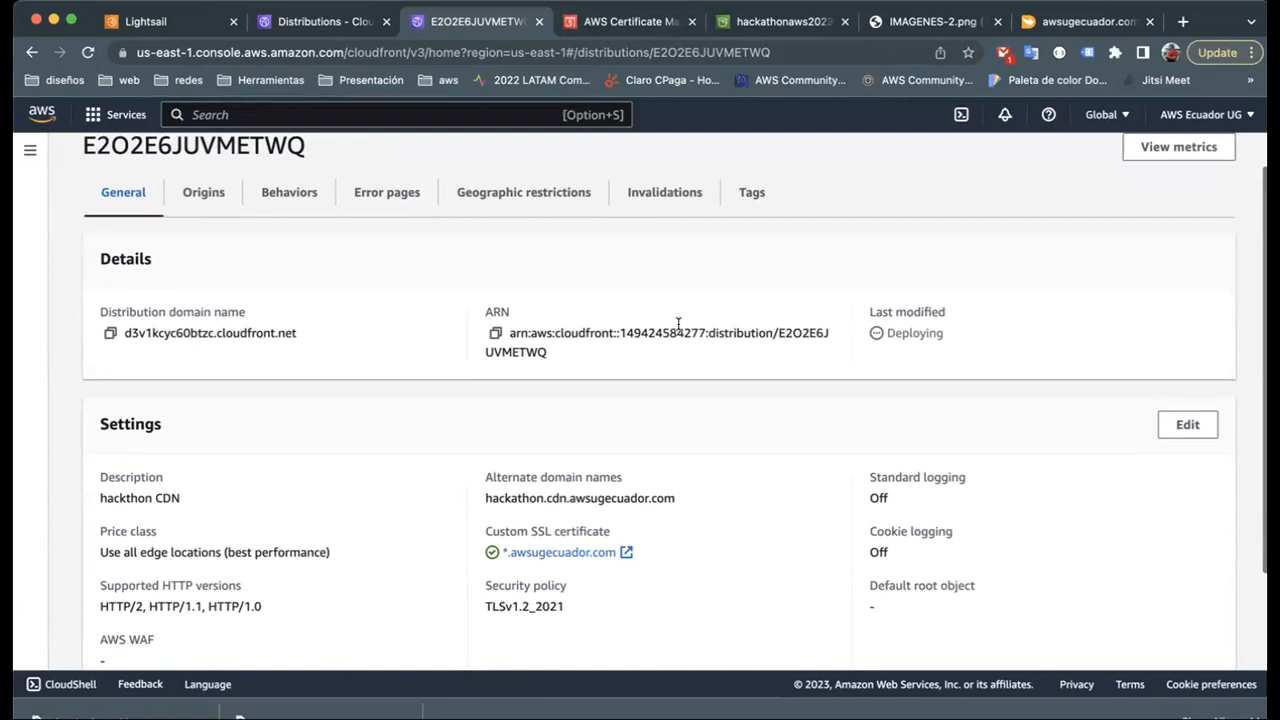 Lightsail
Distributions - Clou
E2O2E6JUVMETWQ
AWS Certificate Ma
hackathonaws2022
IMAGENES-2.png (
awsugecuador.com
us-east-1.console.aws.amazon.com/cloudfront/v3/home?region=us-east-1#/distributions/E2O2E6JUVMETWQ
1
Update
diseños
web
redes
Herramientas
Presentación
aws
2022 LATAM Com...
Claro CPaga - Ho...
AWS Community...
AWS Community...
Paleta de color Do...
Jitsi Meet
»
aws
Services
Search
[Option+S]
Global
AWS Ecuador UG
E2O2E6JUVMETWQ
View metrics
General
Origins
Behaviors
Error pages
Geographic restrictions
Invalidations
Tags
Details
Distribution domain name
d3v1kcyc60btzc.cloudfront.net
ARN
arn:aws:cloudfront::149424584277:distribution/E2O2E6J
UVMETWQ
Last modified
Deploying
Settings
Edit
Description
hackthon CDN
Alternate domain names
hackathon.cdn.awsugecuador.com
Standard logging
Off
Price class
Use all edge locations (best performance)
Custom SSL certificate
*.awsugecuador.com
Cookie logging
Off
Supported HTTP versions
HTTP/2, HTTP/1.1, HTTP/1.0
Security policy
TLSv1.2_2021
Default root object
-
AWS WAF
-
CloudShell
Feedback
Language
© 2023, Amazon Web Services, Inc. or its affiliates.
Privacy
Terms
Cookie preferences